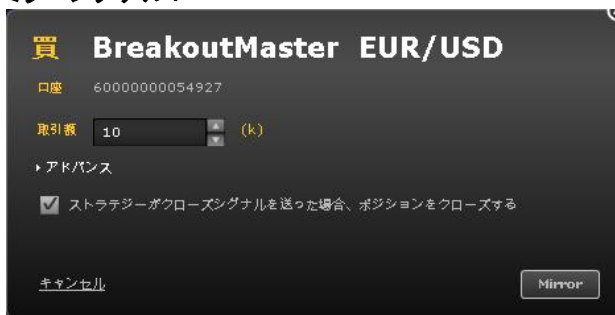 買 BreakoutMaster EUR/USD
口座 60000000054927
取引額 10 (k)
アドバンス
ストラテジーがクローズシグナルを送った場合、ポジションをクローズする
キャンセル Mirror